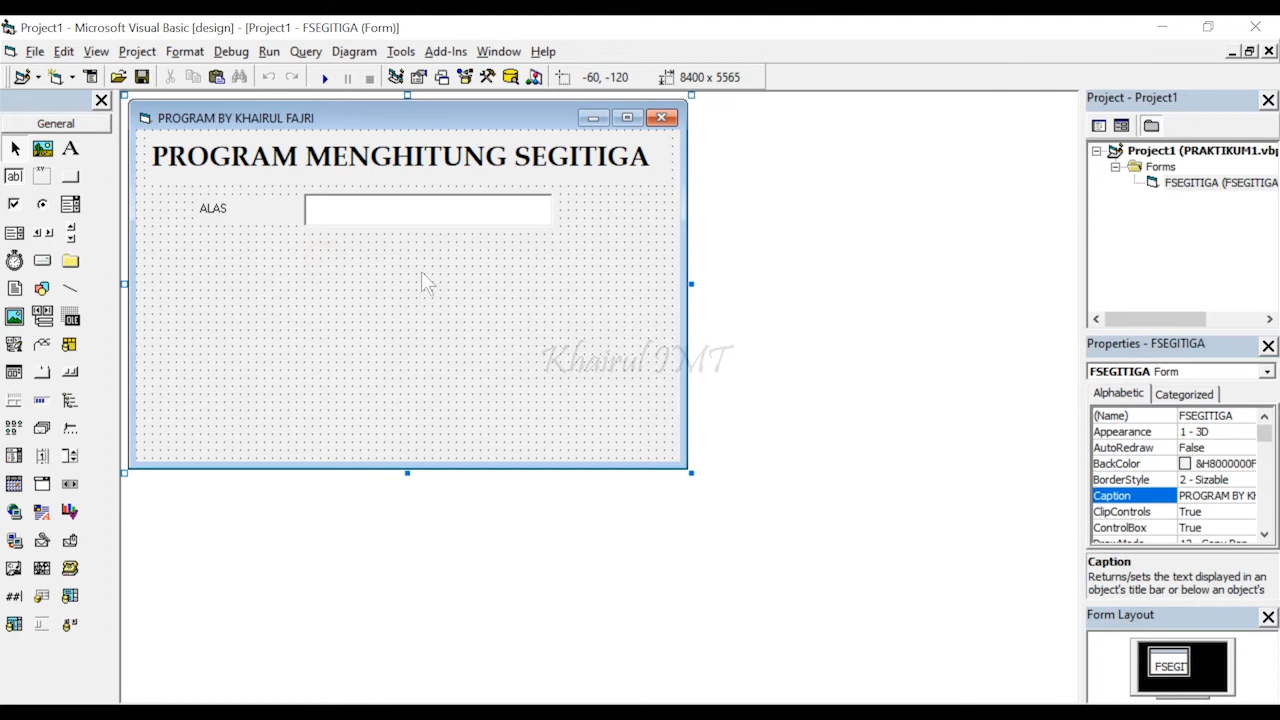 Project1 - Microsoft Visual Basic [design] - [Project1 - FSEGITIGA (Form)]
File Edit View Project Format Debug Run Query Diagram Tools Add-Ins Window Help
-60, -120 8400 x 5565
General
PROGRAM BY KHAIRUL FAJRI
PROGRAM MENGHITUNG SEGITIGA
ALAS
Khairul IMT
Project - Project1
Project1 (PRAKTIKUM1.vbp
Forms
FSEGITIGA (FSEGITIGA
Properties - FSEGITIGA
FSEGITIGA Form
Alphabetic Categorized
(Name) FSEGITIGA
Appearance 1 - 3D
AutoRedraw False
BackColor &H8000000F
BorderStyle 2 - Sizable
Caption PROGRAM BY KH
ClipControls True
ControlBox True
Caption
Returns/sets the text displayed in an
object's title bar or below an object's
Form Layout
FSEGIT